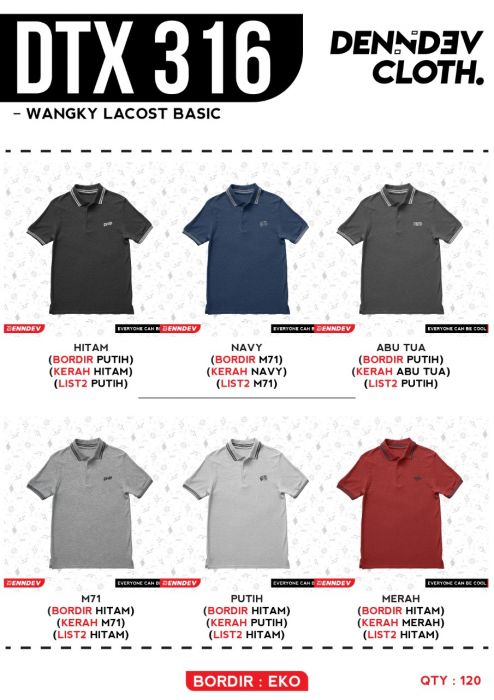 DTX 316
DENNDEV
CLOTH.
- WANGKY LACOST BASIC
DENNDEV
EVERYONE CAN BE
DENNDEV
EVERYONE CAN BE
DENNDEV
EVERYONE CAN BE COOL
HITAM
(BORDIR PUTIH)
(KERAH HITAM)
(LIST2 PUTIH)
NAVY
(BORDIR M71)
(KERAH NAVY)
(LIST2 M71)
ABU TUA
(BORDIR PUTIH)
(KERAH ABU TUA)
(LIST2 PUTIH)
DENNDEV
EVERYONE CAN BE
DENNDEV
EVERYONE CAN BE
DENNDEV
EVERYONE CAN BE COOL
M71
(BORDIR HITAM)
(KERAH M71)
(LIST2 HITAM)
PUTIH
(BORDIR HITAM)
(KERAH PUTIH)
(LIST2 HITAM)
MERAH
(BORDIR HITAM)
(KERAH MERAH)
(LIST2 HITAM)
BORDIR : EKO
QTY : 120